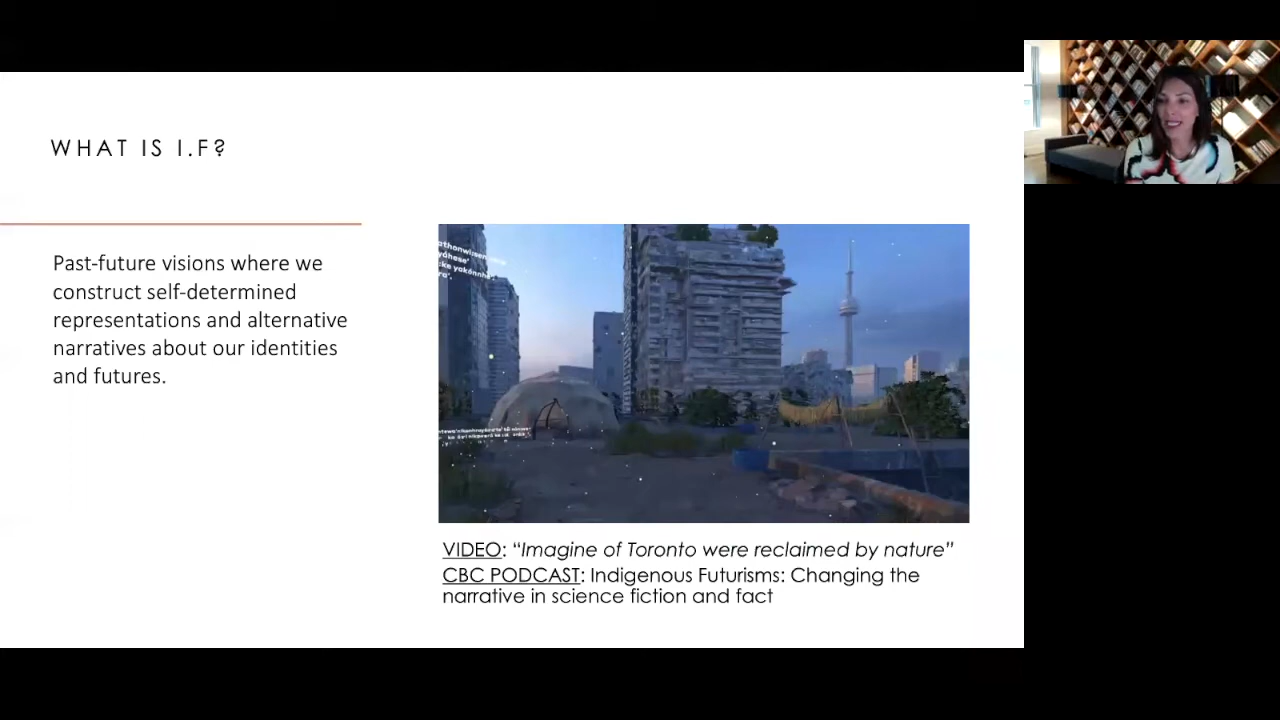 WHAT IS I.F?
Past-future visions where we
construct self-determined
representations and alternative
narratives about our identities
and futures.
VIDEO: “Imagine of Toronto were reclaimed by nature”
CBC PODCAST: Indigenous Futurisms: Changing the
narrative in science fiction and fact